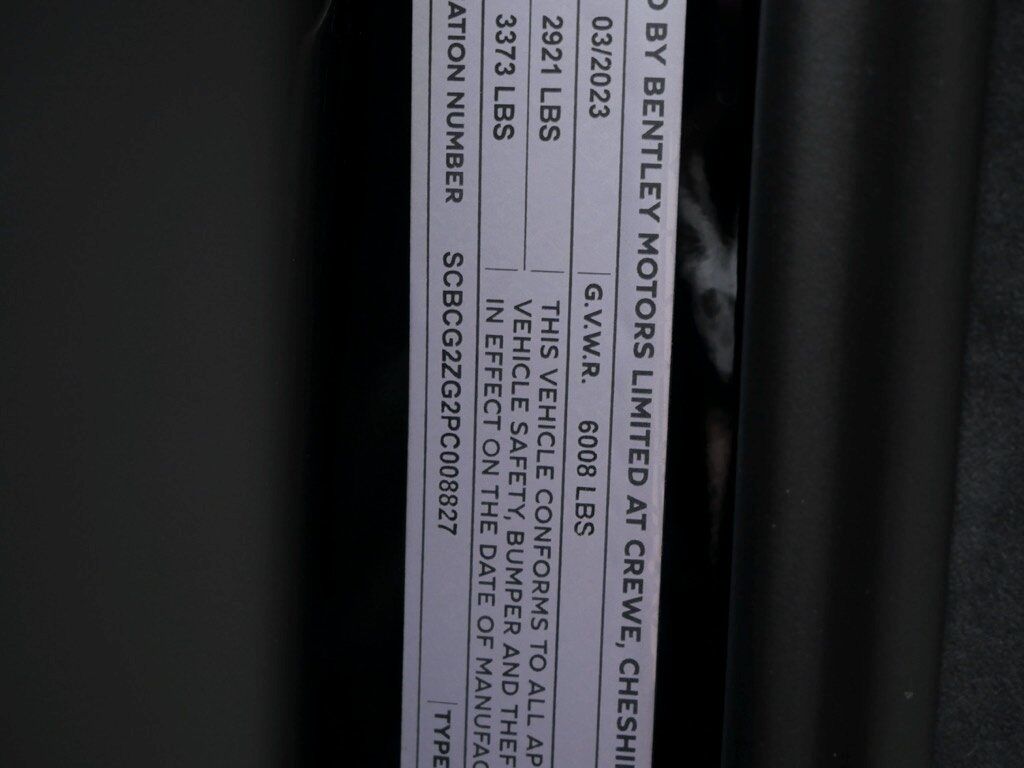 D BY BENTLEY MOTORS LIMITED AT CREWE, CHESHI
03/2023 G.V.W.R. 6008 LBS
2921 LBS THIS VEHICLE CONFORMS TO ALL AP
3373 LBS VEHICLE SAFETY, BUMPER AND THEF
IN EFFECT ON THE DATE OF MANUFAC
ATION NUMBER SCBCG2ZG2PC008827 TYPE